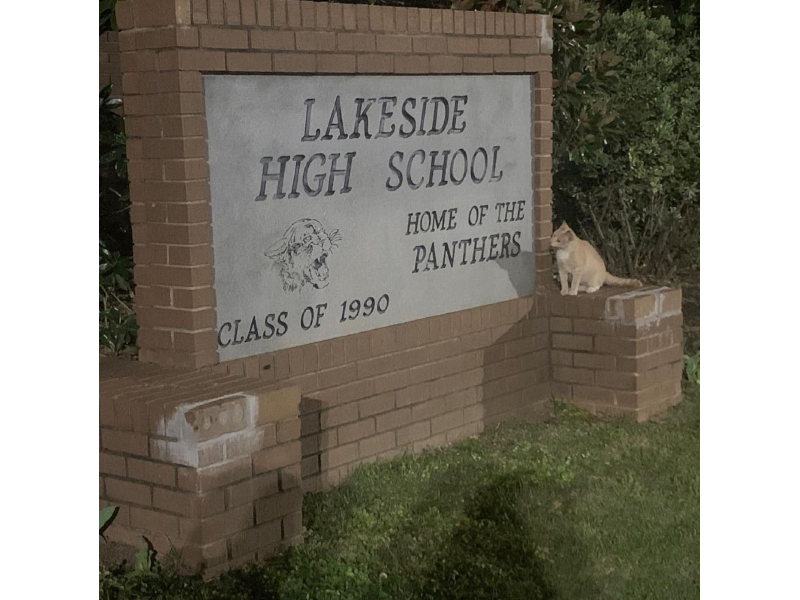 LAKESIDE
HIGH SCHOOL
HOME OF THE
PANTHERS
CLASS OF 1990